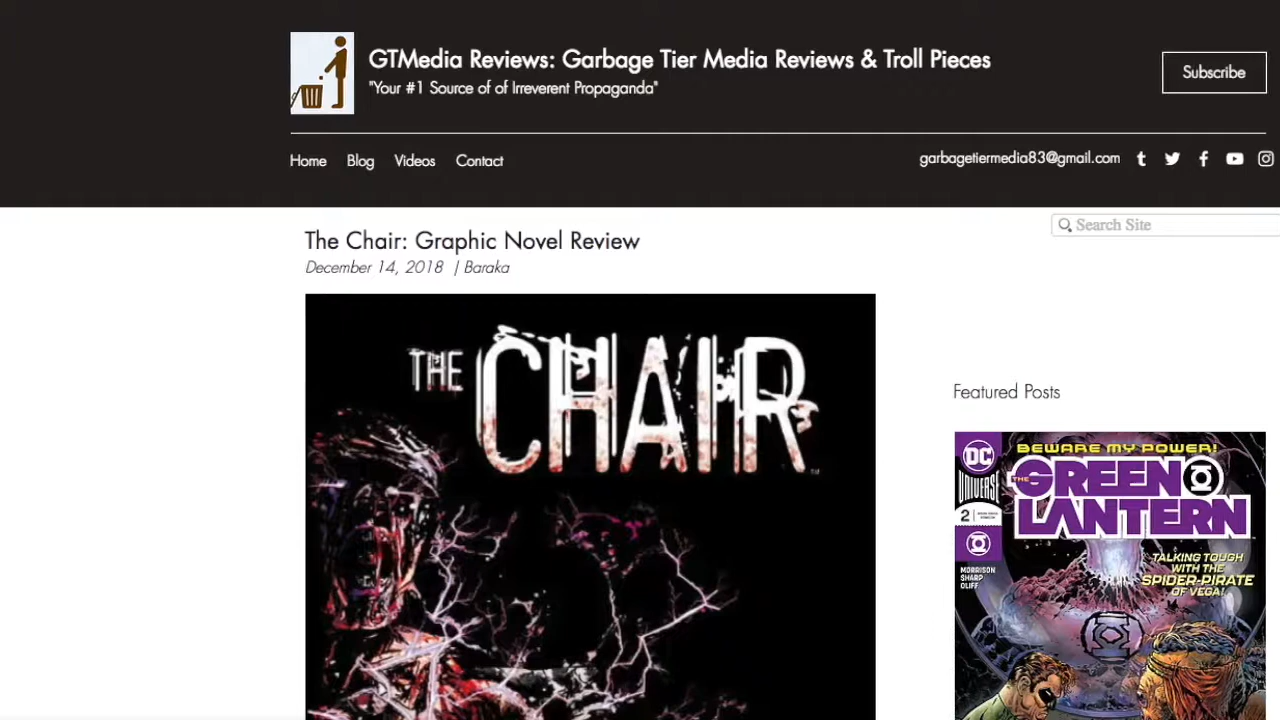 GTMedia Reviews: Garbage Tier Media Reviews & Troll Pieces
"Your #1 Source of of Irreverent Propaganda"
Subscribe
Home Blog Videos Contact
garbagetiermedia83@gmail.com
Search Site
The Chair: Graphic Novel Review
December 14, 2018 | Baraka
THE CHAIR
Featured Posts
BEWARE MY POWER!
DC
UNIVERSE
THE GREEN
LANTERN
2
MORRISON
SHARP
OLIFF
TALKING TOUGH
WITH THE
SPIDER-PIRATE
OF VEGA!